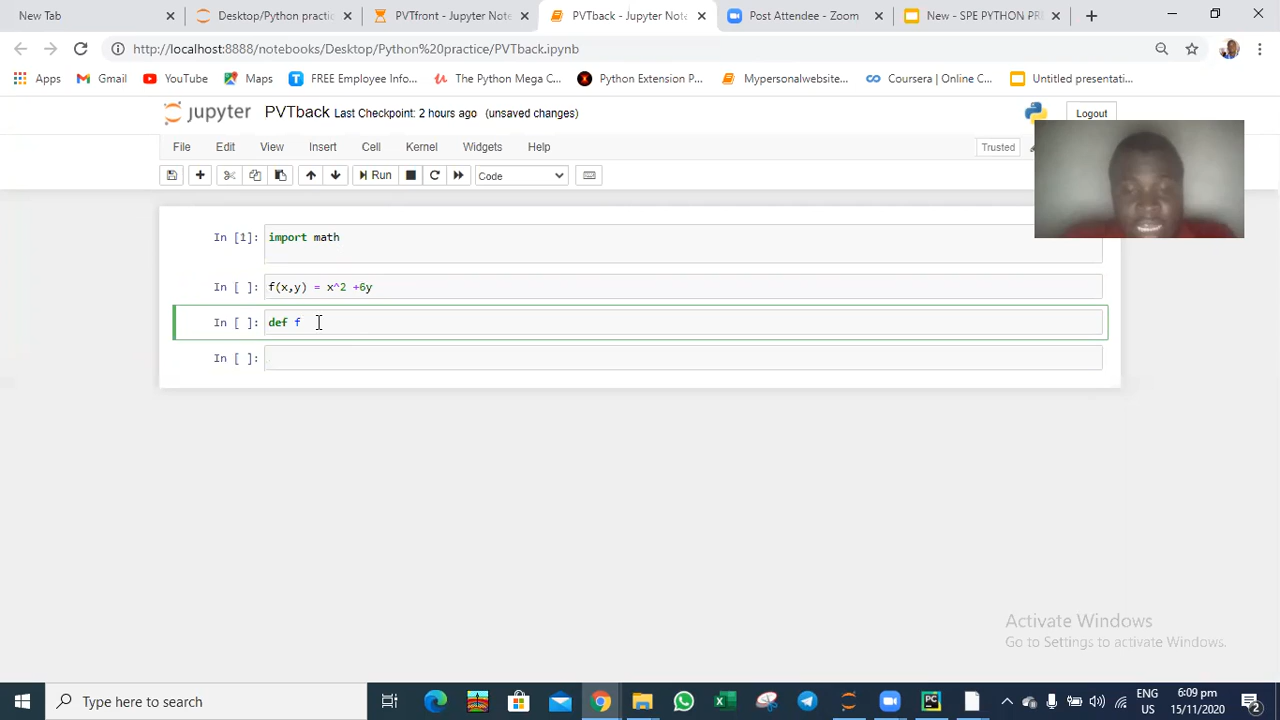 New Tab
Desktop/Python practic
PVTfront - Jupyter Note
PVTback - Jupyter Note
Post Attendee - Zoom
New - SPE PYTHON PRE
http://localhost:8888/notebooks/Desktop/Python%20practice/PVTback.ipynb
Apps
Gmail
YouTube
Maps
FREE Employee Info...
The Python Mega C...
Python Extension P...
Mypersonalwebsite...
Coursera | Online C...
Untitled presentati...
jupyter
PVTback Last Checkpoint: 2 hours ago (unsaved changes)
Logout
File
Edit
View
Insert
Cell
Kernel
Widgets
Help
Trusted
Run
Code
In [1]: import math
In [ ]: f(x,y) = x^2 +6y
In [ ]: def f
In [ ]:
Activate Windows
Go to Settings to activate Windows.
Type here to search
ENG
US
6:09 pm
15/11/2020
2